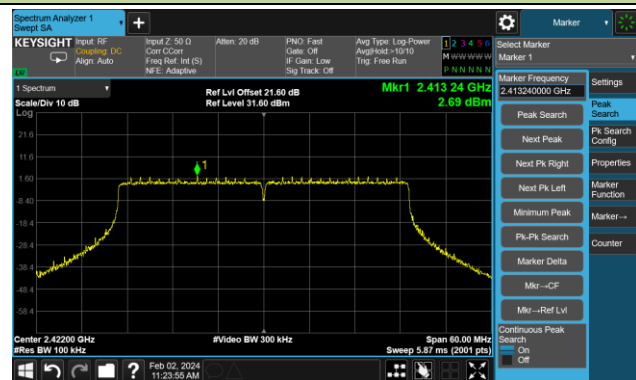 Spectrum Analyzer 1
Swept SA
Marker
KEYSIGHT
Input: RF
Coupling: DC
Align: Auto
Input Z: 50 Ω
Corr CCorr
Freq Ref: Int (S)
NFE: Adaptive
Atten: 20 dB
PNO: Fast
Gate: Off
IF Gain: Low
Sig Track: Off
Avg Type: Log-Power
Avg|Hold:>10/10
Trig: Free Run
1 2 3 4 5 6
M W W W W W
P N N N N N
LV
Select Marker
Marker 1
1 Spectrum
Scale/Div 10 dB
Log
Ref Lvl Offset 21.60 dB
Ref Level 31.60 dBm
Mkr1 2.413 24 GHz
2.69 dBm
21.6
11.6
1.60
-8.40
-18.4
-28.4
-38.4
-48.4
-58.4
1
Center 2.42200 GHz
#Res BW 100 kHz
#Video BW 300 kHz
Span 60.00 MHz
Sweep 5.87 ms (2001 pts)
Marker Frequency
2.413240000 GHz
Peak Search
Next Peak
Next Pk Right
Next Pk Left
Minimum Peak
Pk-Pk Search
Marker Delta
Mkr→CF
Mkr→Ref Lvl
Continuous Peak
Search
On
Off
Settings
Peak
Search
Pk Search
Config
Properties
Marker
Function
Marker→
Counter
Feb 02, 2024
11:23:55 AM